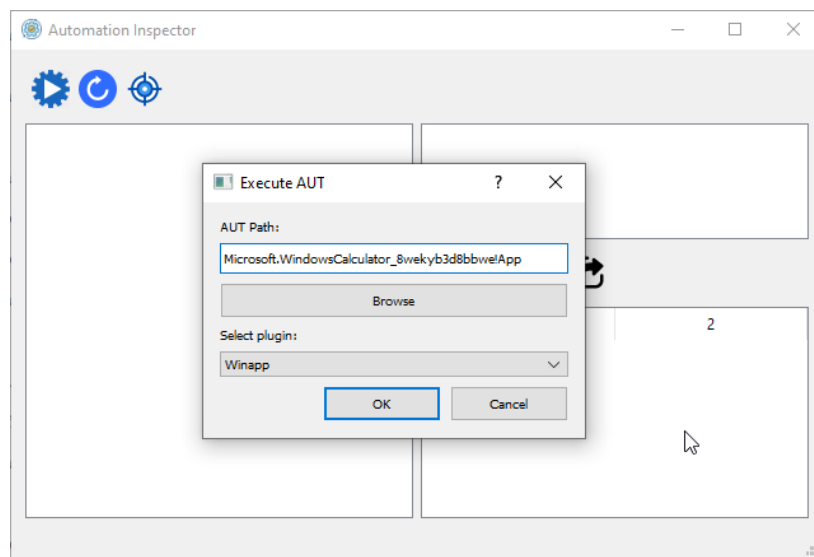 Automation Inspector
Execute AUT
?
AUT Path:
Microsoft.WindowsCalculator_8wekyb3d8bbwe!App
Browse
2
Select plugin:
Winapp
OK Cancel